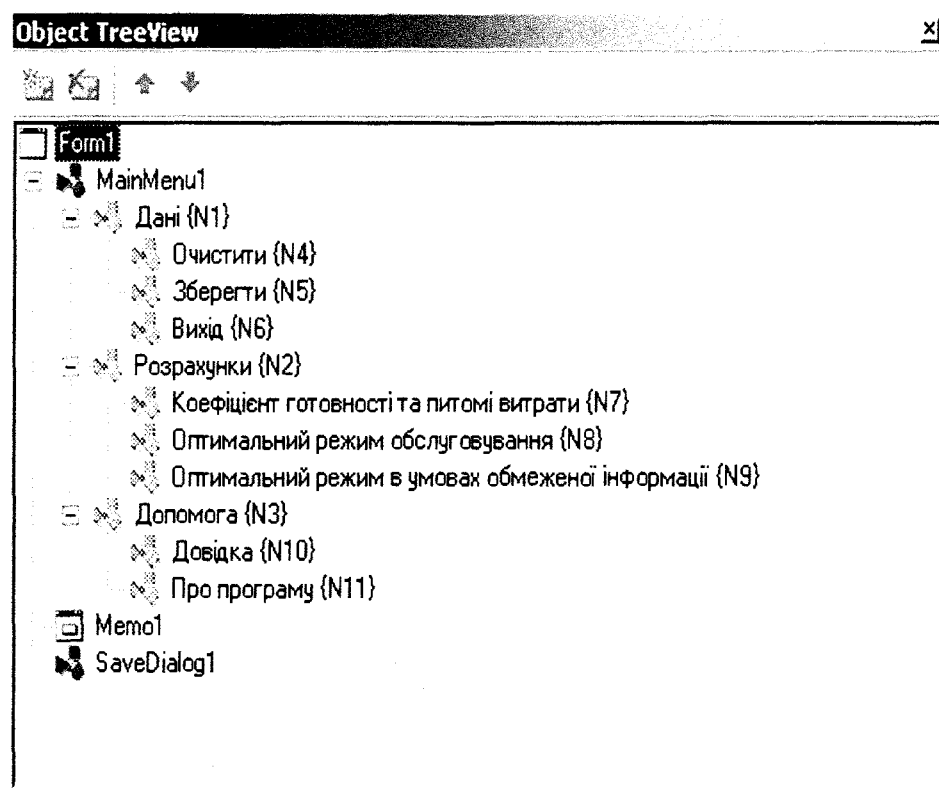 Object TreeView
Form1
MainMenu1
Дані {N1}
Очистити {N4}
Зберегти {N5}
Вихід {N6}
Розрахунки {N2}
Коефіцієнт готовності та питомі витрати {N7}
Оптимальний режим обслуговування {N8}
Оптимальний режим в умовах обмеженої інформації {N9}
Допомога {N3}
Довідка {N10}
Про програму {N11}
Memo1
SaveDialog1